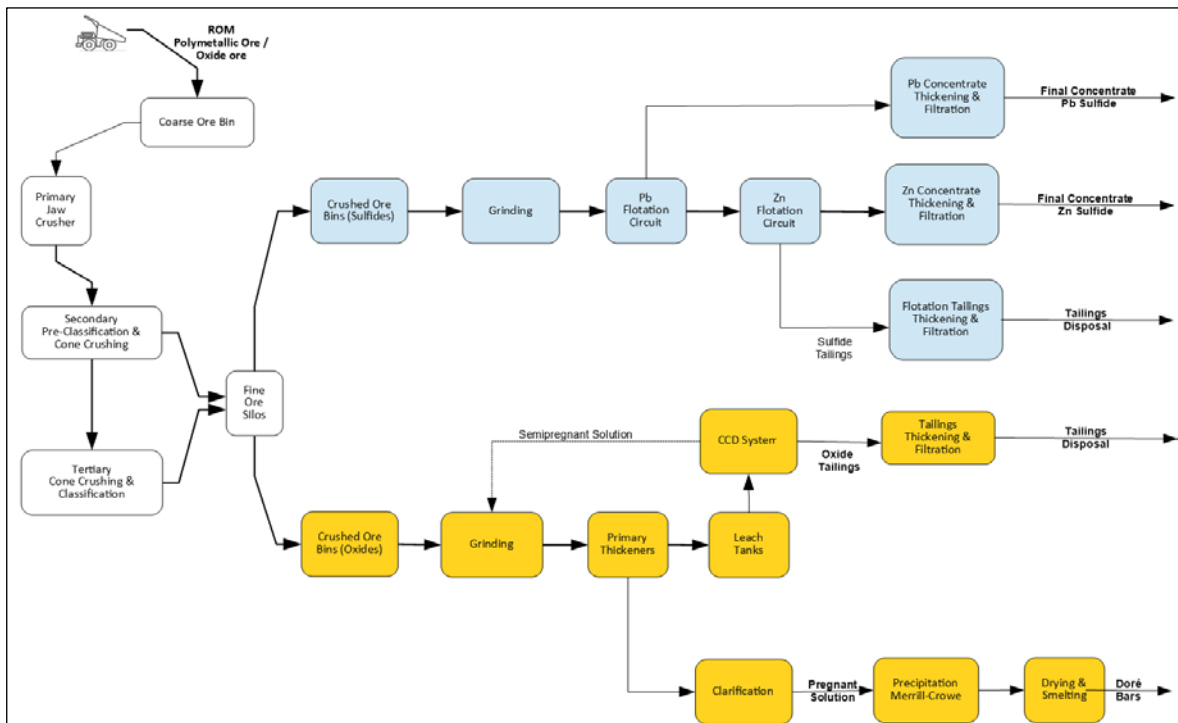 ROM
Polymetallic Ore /
Oxide ore
Coarse Ore Bin
Primary
Jaw
Crusher
Secondary
Pre-Classification &
Cone Crushing
Tertiary
Cone Crushing &
Classification
Fine
Ore
Silos
Crushed Ore
Bins (Sulfides)
Grinding
Pb
Flotation
Circuit
Zn
Flotation
Circuit
Pb Concentrate
Thickening &
Filtration
Final Concentrate
Pb Sulfide
Zn Concentrate
Thickening &
Filtration
Final Concentrate
Zn Sulfide
Sulfide
Tailings
Flotation Tailings
Thickening &
Filtration
Tailings
Disposal
Crushed Ore
Bins (Oxides)
Grinding
Semipregnant Solution
Primary
Thickeners
Leach
Tanks
CCD System
Oxide
Tailings
Tailings
Thickening &
Filtration
Tailings
Disposal
Clarification
Pregnant
Solution
Precipitation
Merrill-Crowe
Drying &
Smelting
Doré
Bars